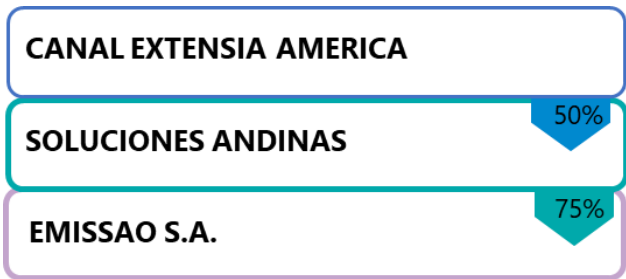 CANAL EXTENSIA AMERICA
50%
SOLUCIONES ANDINAS
75%
EMISSAO S.A.